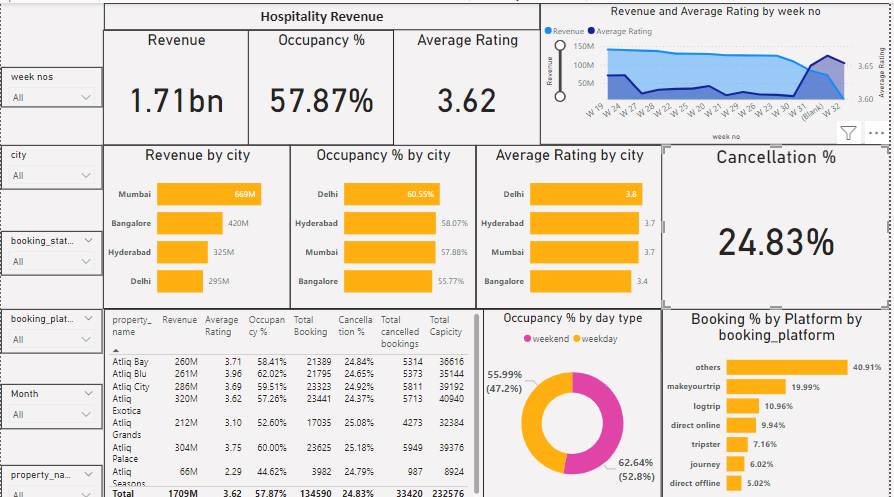 Hospitality Revenue
Revenue
1.71bn
Occupancy %
57.87%
Average Rating
3.62
Revenue and Average Rating by week no
Revenue Average Rating
Revenue
150M
100M
50M
3.65
3.60
Average Rating
W 19 W 24 W 27 W 28 W 22 W 25 W 20 W 21 W 29 W 26 W 23 W 30 W 31 (Blank) W 32
week no
week nos
All
city
All
booking_stat...
All
booking_plat...
All
Month
All
property_na...
All
Revenue by city
Mumbai 669M
Bangalore 420M
Hyderabad 325M
Delhi 295M
Occupancy % by city
Delhi 60.55%
Hyderabad 58.07%
Mumbai 57.88%
Bangalore 55.77%
Average Rating by city
Delhi 3.8
Hyderabad 3.7
Mumbai 3.7
Bangalore 3.4
Cancellation %
24.83%
property_name Revenue Average Rating Occupancy % Total Booking Cancellation % Total cancelled bookings Total Capicity
Atliq Bay 260M 3.71 58.41% 21389 24.84% 5314 36616
Atliq Blu 261M 3.96 62.02% 21795 24.65% 5373 35144
Atliq City 286M 3.69 59.51% 23323 24.92% 5811 39192
Atliq Exotica 320M 3.62 57.26% 23441 24.37% 5713 40940
Atliq Grands 212M 3.10 52.60% 17035 25.08% 4273 32384
Atliq Palace 304M 3.75 60.00% 23625 25.18% 5949 39376
Atliq Seasons 66M 2.29 44.62% 3982 24.79% 987 8924
Total 1709M 3.62 57.87% 134590 24.83% 33420 232576
Occupancy % by day type
weekend weekday
55.99%
(47.2%)
62.64%
(52.8%)
Booking % by Platform by
booking_platform
others 40.91%
makeyourtrip 19.99%
logtrip 10.96%
direct online 9.94%
tripster 7.16%
journey 6.02%
direct offline 5.02%